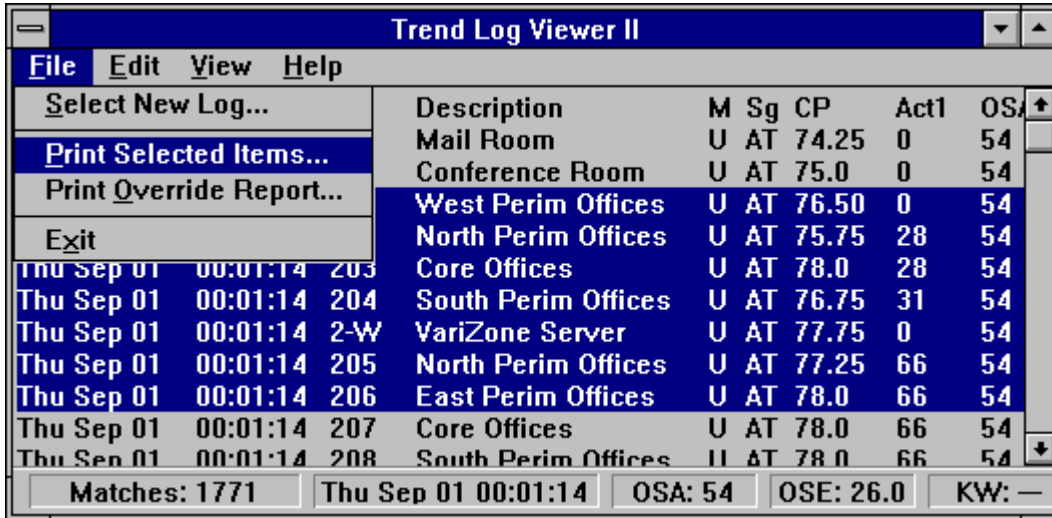 Trend Log Viewer II
File Edit View Help
Select New Log...
Print Selected Items...
Print Override Report...
Exit
Description M Sg CP Act1 OSA
Mail Room U AT 74.25 0 54
Conference Room U AT 75.0 0 54
West Perim Offices U AT 76.50 0 54
North Perim Offices U AT 75.75 28 54
Thu Sep 01 00:01:14 203 Core Offices U AT 78.0 28 54
Thu Sep 01 00:01:14 204 South Perim Offices U AT 76.75 31 54
Thu Sep 01 00:01:14 2-W VariZone Server U AT 77.75 0 54
Thu Sep 01 00:01:14 205 North Perim Offices U AT 77.25 66 54
Thu Sep 01 00:01:14 206 East Perim Offices U AT 78.0 66 54
Thu Sep 01 00:01:14 207 Core Offices U AT 78.0 66 54
Thu Sep 01 00:01:14 208 South Perim Offices U AT 78.0 66 54
Matches: 1771 Thu Sep 01 00:01:14 OSA: 54 OSE: 26.0 KW: —